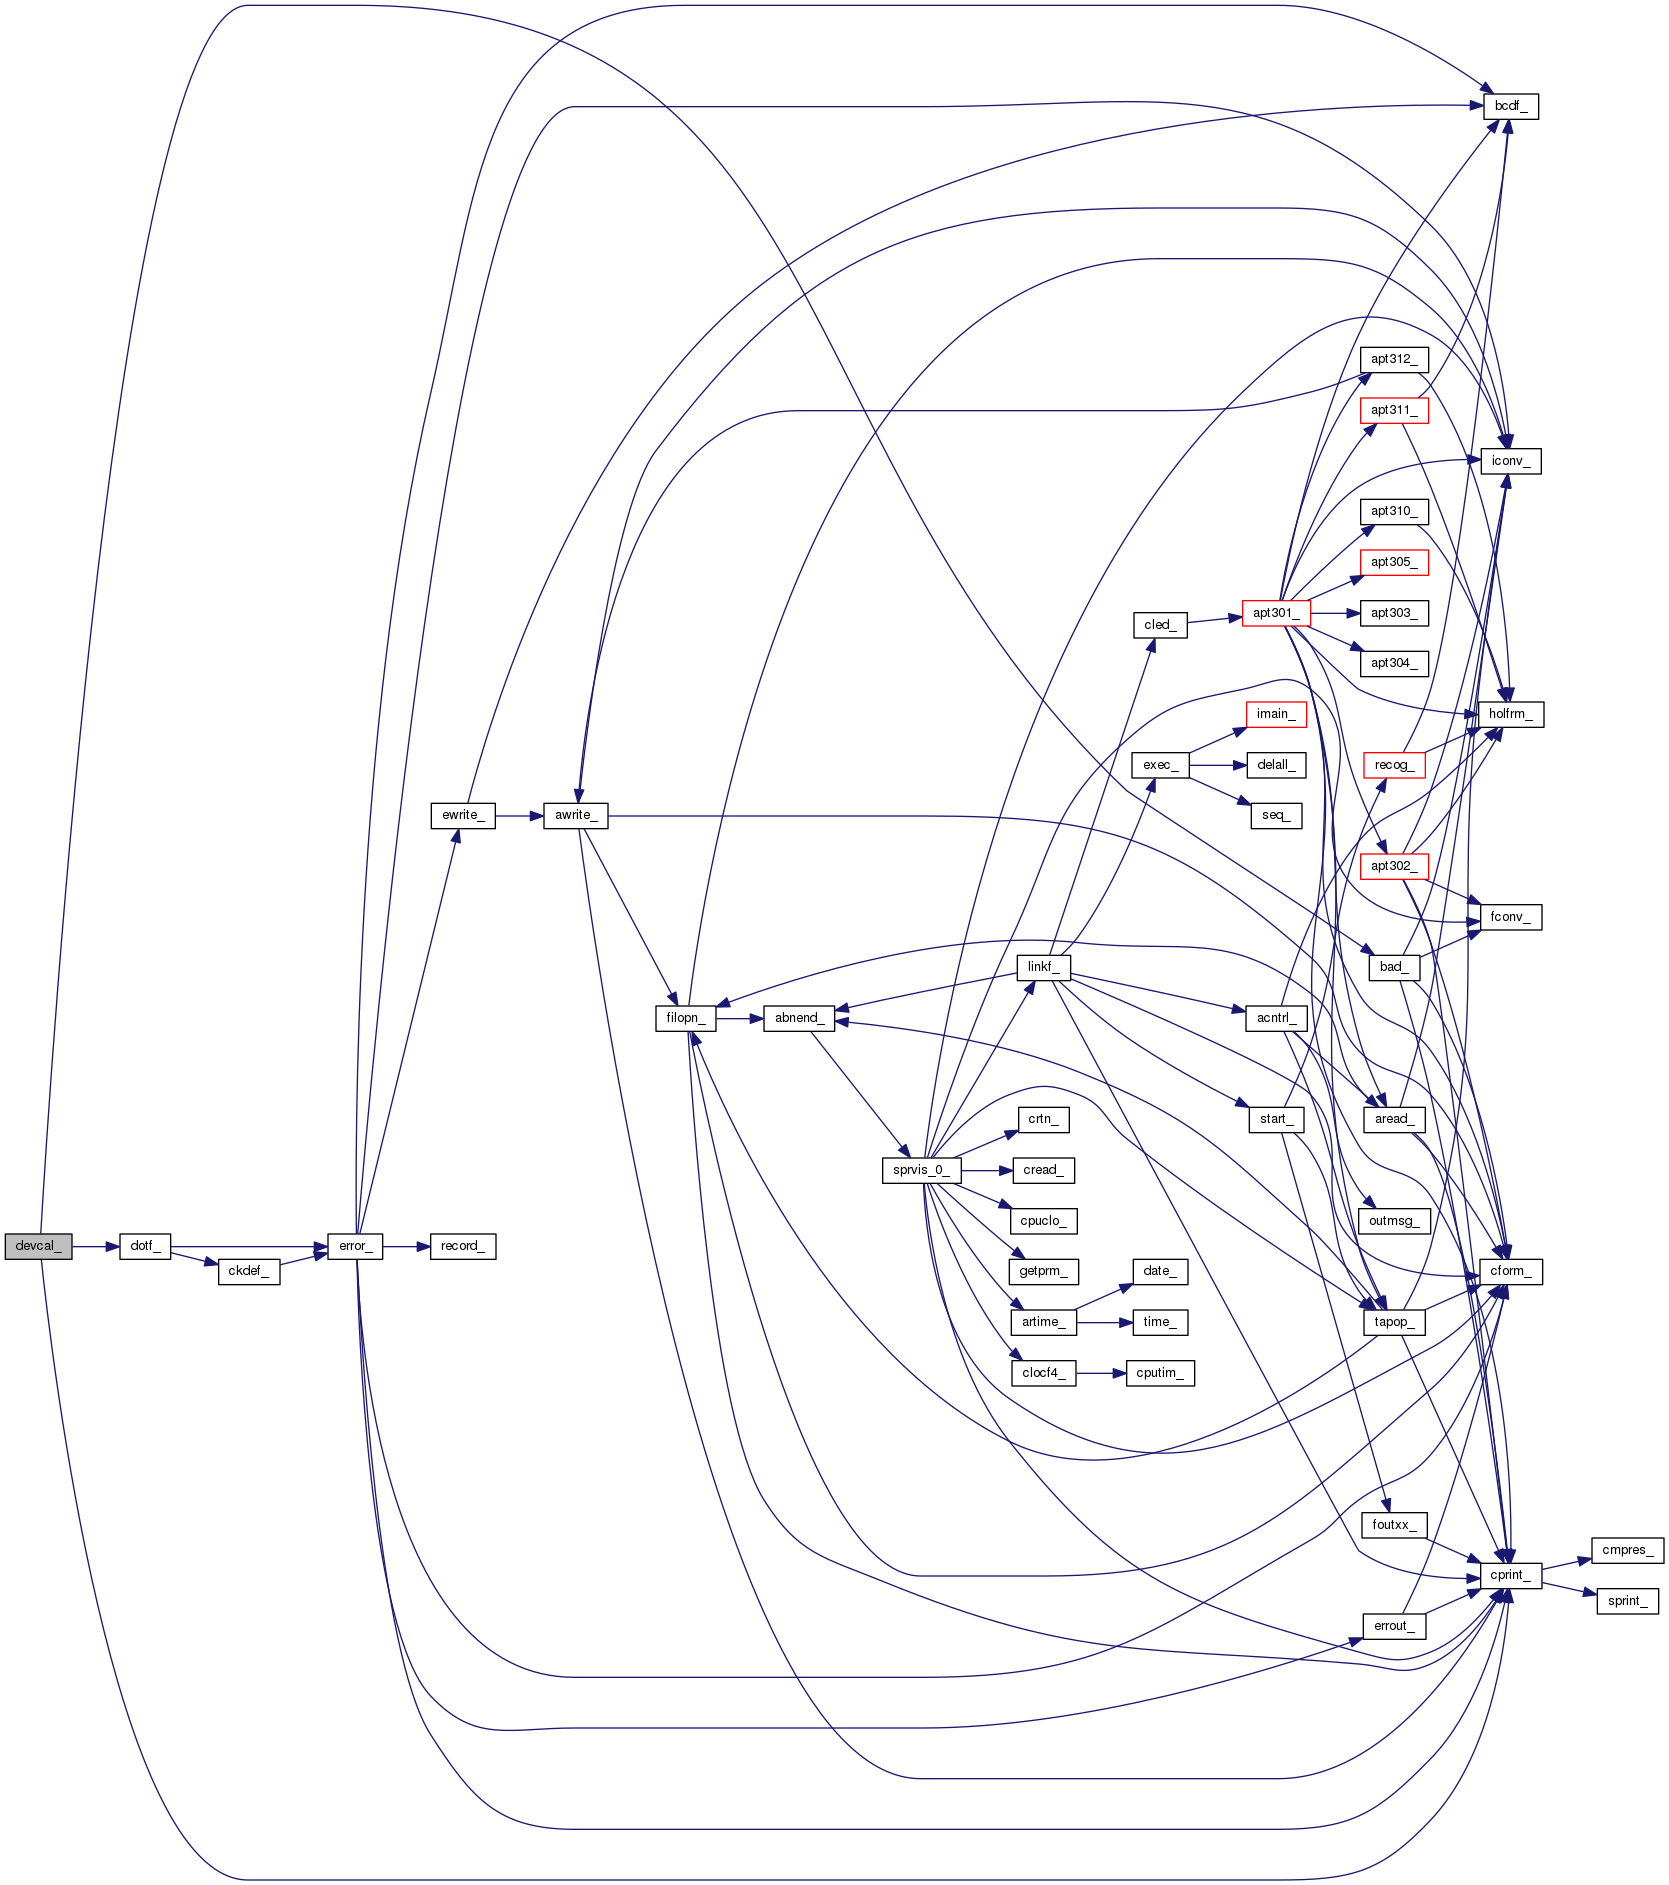 bcdf_
apt312_
apt311_
iconv_
apt310_
apt305_
apt301_
apt303_
cled_
apt304_
imain_
holfrm_
exec_
delall_
recog_
ewrite_
awrite_
seq_
apt302_
fconv_
linkf_
bad_
filopn_
abnend_
acntrl_
crtn_
start_
aread_
sprvis_0_
cread_
cpuclo_
outmsg_
devcal_
dotf_
error_
record_
ckdef_
getprm_
date_
cform_
artime_
time_
tapop_
clocf4_
cputim_
foutxx_
cmpres_
cprint_
sprint_
errout_